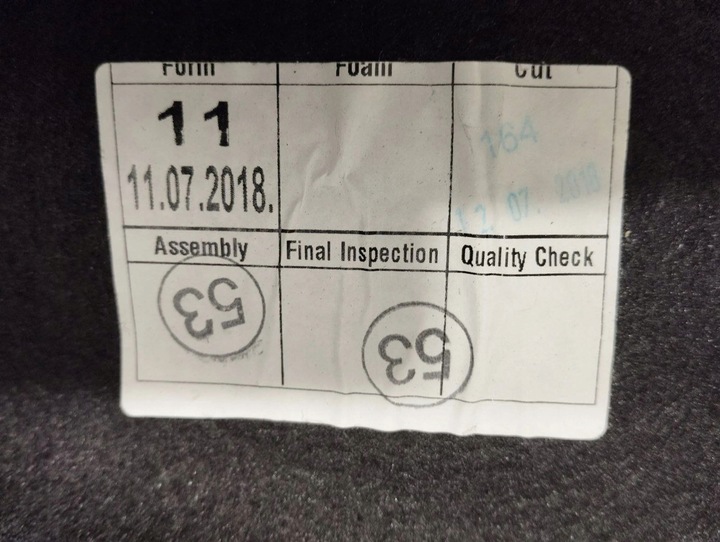 Form Foam Cut
11
11.07.2018.
164
12. 07. 2018
Assembly Final Inspection Quality Check
53 53